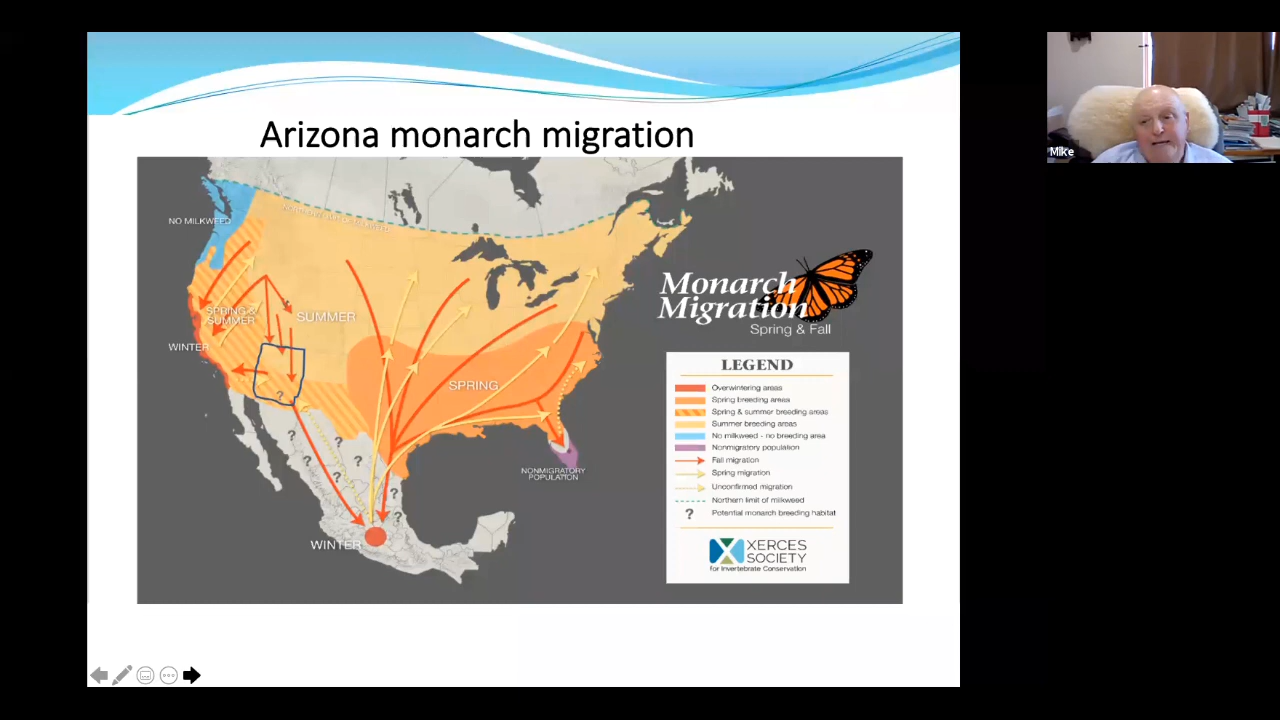 Mike
Arizona monarch migration
NO MILKWEED
SPRING &
SUMMER
SUMMER
WINTER
SPRING
?
?
?
?
?
?
?
?
NONMIGRATORY
POPULATION
WINTER
Monarch
Migration
Spring & Fall
LEGEND
Overwintering areas
Spring breeding areas
Spring & summer breeding areas
Summer breeding areas
No milkweed - no breeding area
Nonmigratory population
Fall migration
Spring migration
Unconfirmed migration
Northern limit of milkweed
? Potential monarch breeding habitat
XERCES
SOCIETY
for Invertebrate Conservation